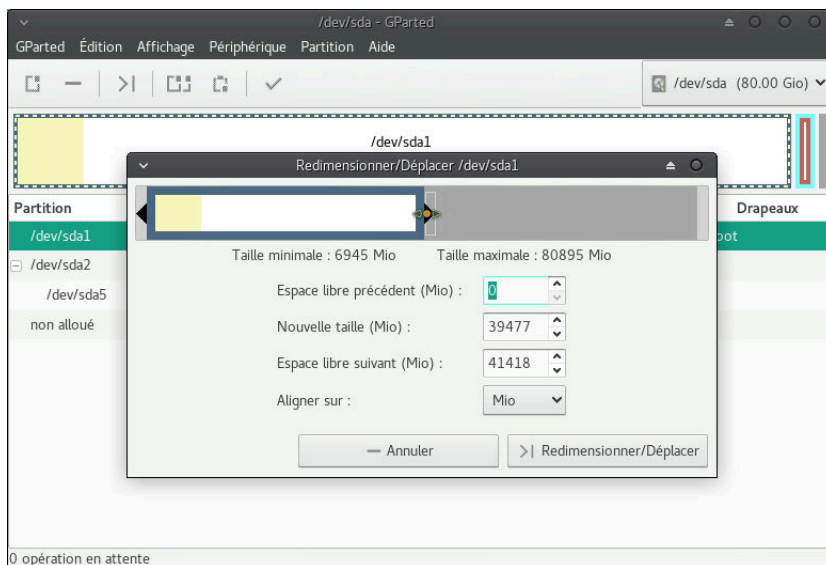 /dev/sda - GParted
GParted Édition Affichage Périphérique Partition Aide
/dev/sda (80.00 Gio)
/dev/sda1
Redimensionner/Déplacer /dev/sda1
Taille minimale : 6945 Mio Taille maximale : 80895 Mio
Espace libre précédent (Mio) : 0
Nouvelle taille (Mio) : 39477
Espace libre suivant (Mio) : 41418
Aligner sur : Mio
Annuler Redimensionner/Déplacer
Partition Drapeaux
/dev/sda1
/dev/sda2
/dev/sda5
non alloué
0 opération en attente